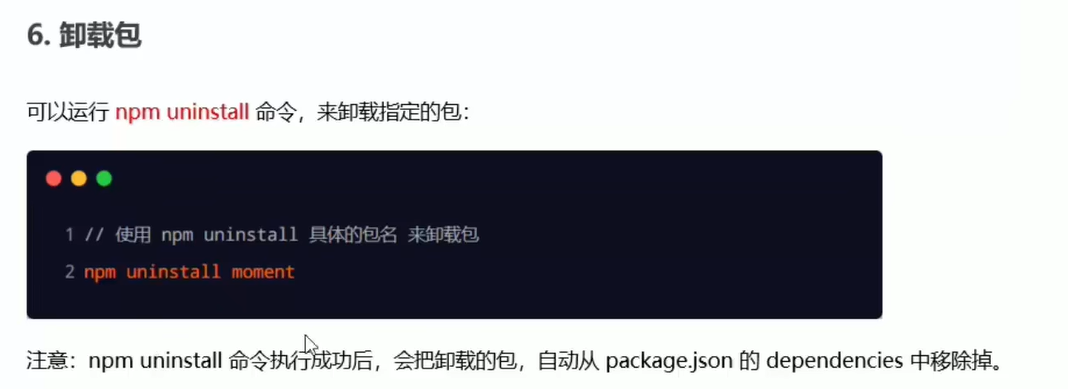 6. 卸载包
可以运行 npm uninstall 命令，来卸载指定的包：
1 // 使用 npm uninstall 具体的包名 来卸载包
2 npm uninstall moment
注意：npm uninstall 命令执行成功后，会把卸载的包，自动从 package.json 的 dependencies 中移除掉。